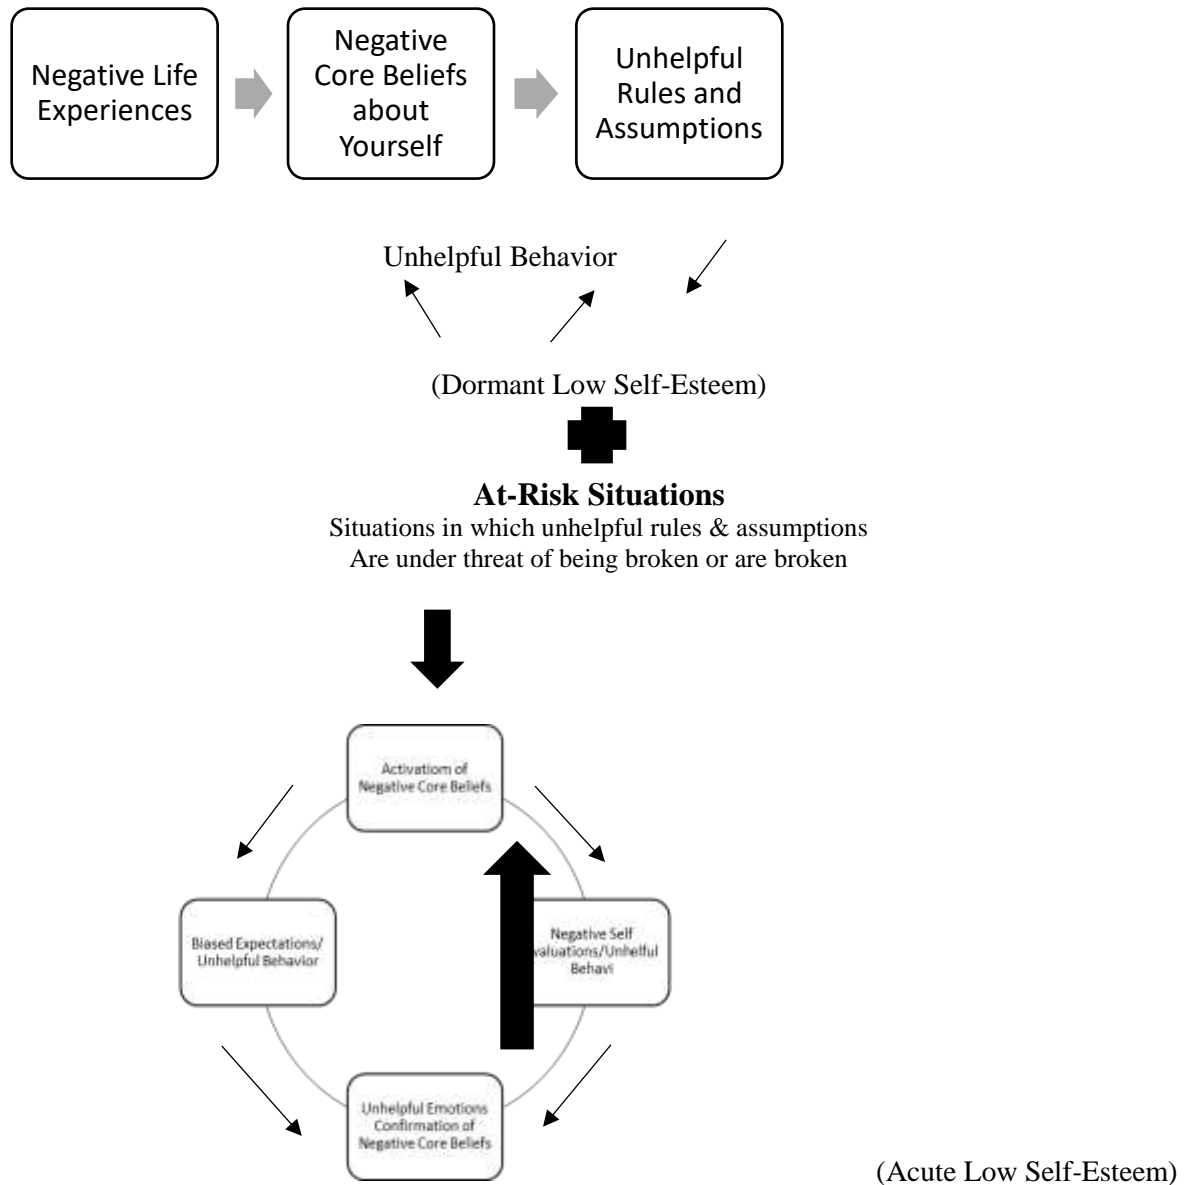 Negative Life
Experiences
Negative
Core Beliefs
about
Yourself
Unhelpful
Rules and
Assumptions
Unhelpful Behavior
(Dormant Low Self-Esteem)
At-Risk Situations
Situations in which unhelpful rules & assumptions
Are under threat of being broken or are broken
Activatiom of
Negative Core Beliefs
Biased Expectations/
Unhelpful Behavior
Negative Self
valuations/Unhelful
Behavi
Unhelpful Emotions
Confirmation of
Negative Core Beliefs
(Acute Low Self-Esteem)